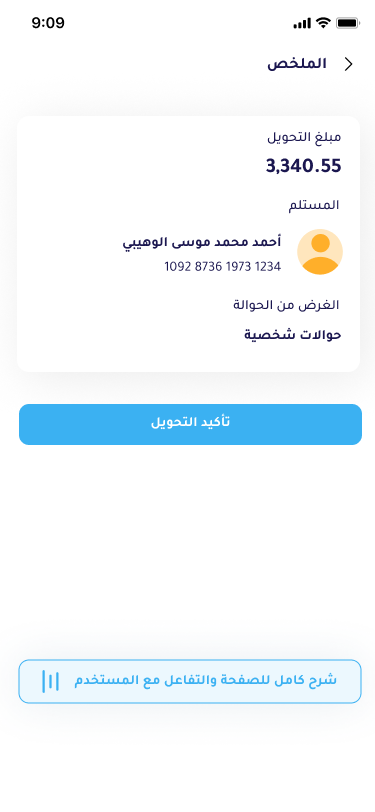 9:09
الملخص
مبلغ التحويل
3,340.55
المستلم
أحمد محمد موسى الوهيبي
1092 8736 1973 1234
الغرض من الحوالة
حوالات شخصية
تأكيد التحويل
شرح كامل للصفحة والتفاعل مع المستخدم